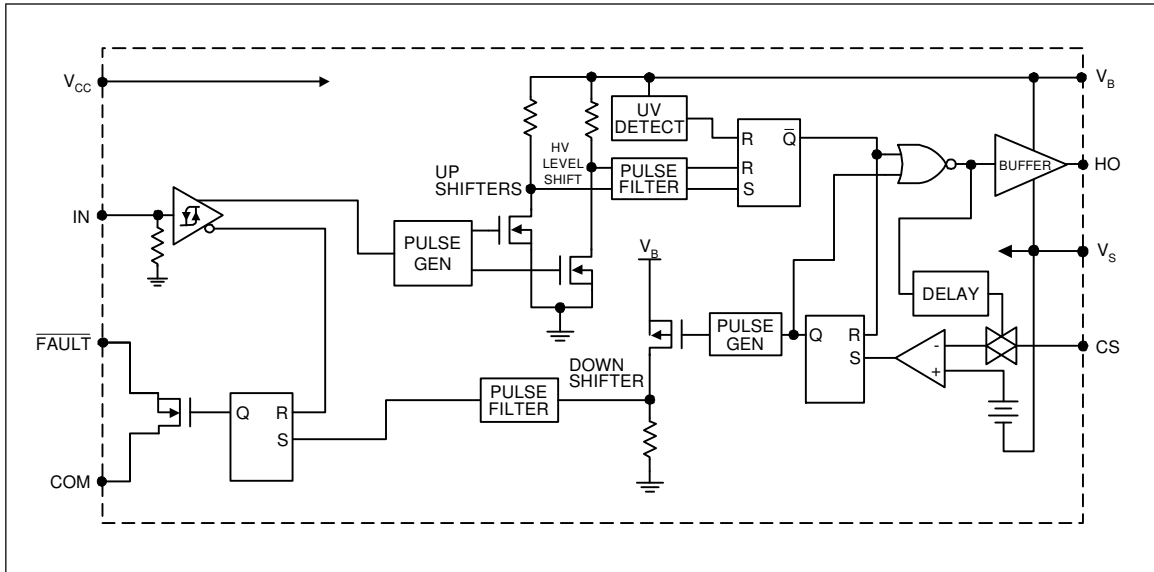 V_CC
V_B
UV
DETECT
R
Q̅
HV
LEVEL
SHIFT
UP
SHIFTERS
PULSE
FILTER
R
S
BUFFER
HO
IN
PULSE
GEN
V_B
V_S
DELAY
FAULT̅
PULSE
GEN
Q
R
S
-
+
CS
DOWN
SHIFTER
PULSE
FILTER
Q
R
S
COM